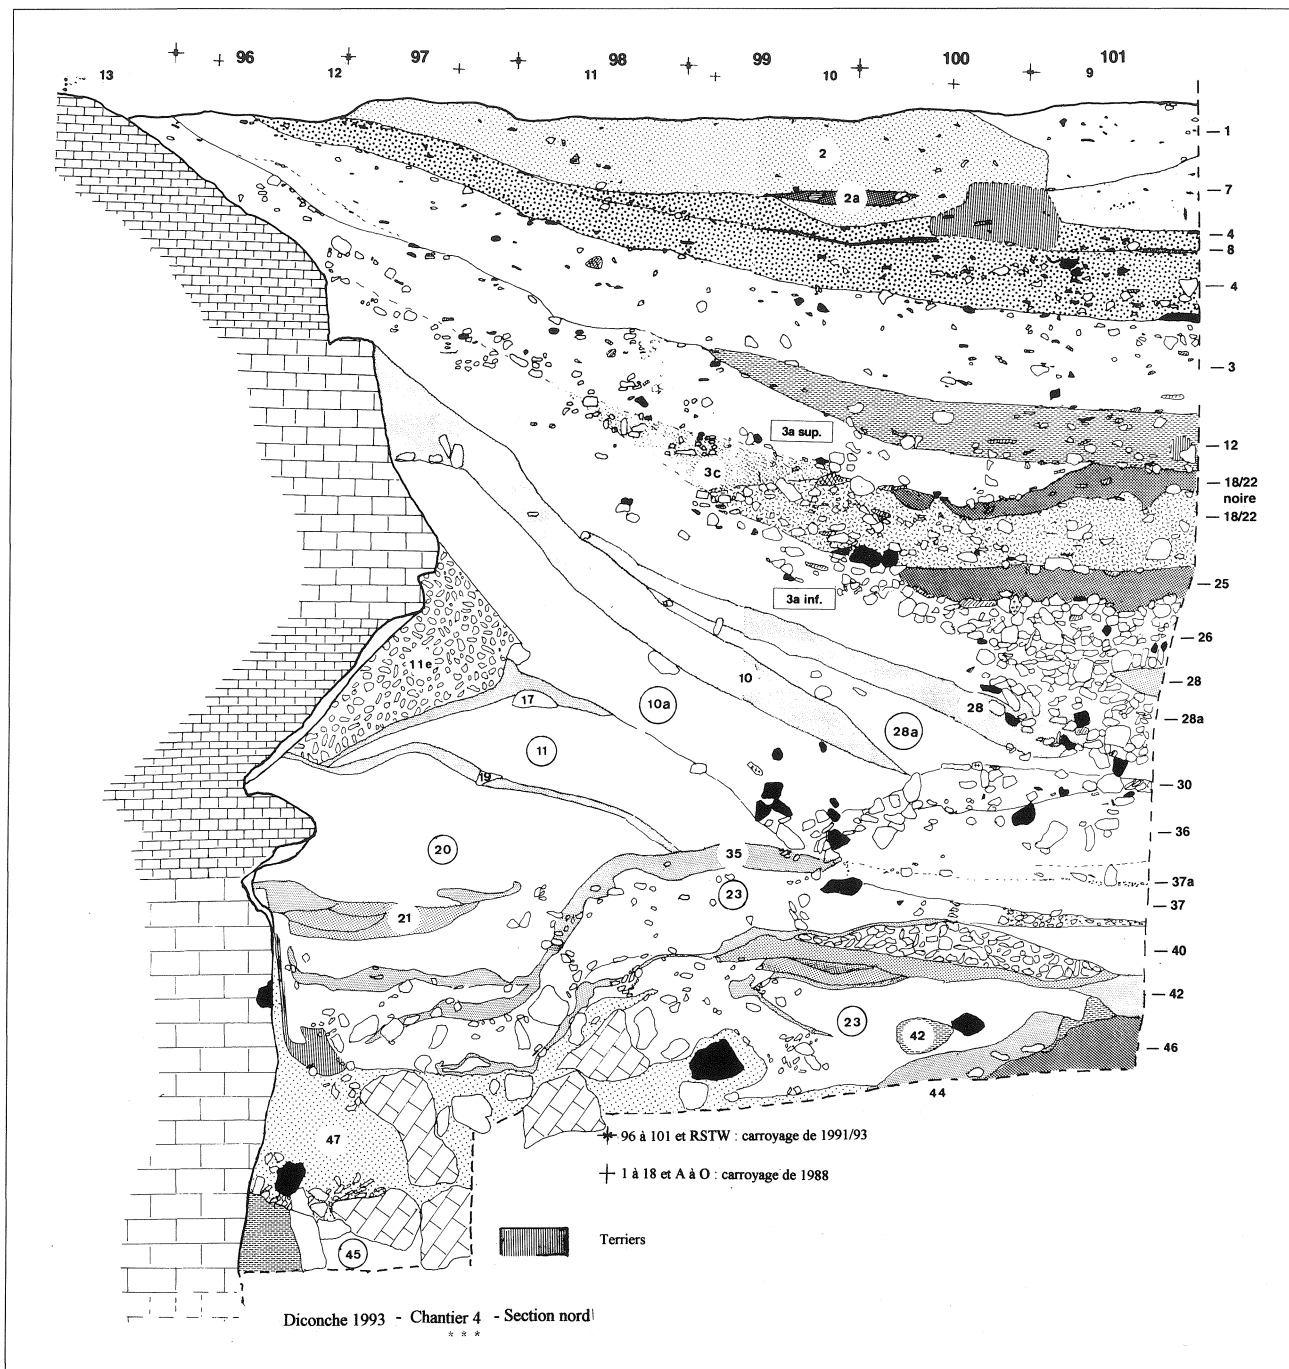 96 97 98 99 100 101
13 12 11 10 9
1
2
2a
7
4
8
4
3
3a sup.
12
3c
18/22
noire
18/22
3a inf.
25
26
11e
10
28
17
10a
28
28a
28a
11
19
30
20
35
36
23
37a
37
21
40
42
23
42
46
44
47
96 à 101 et RSTW : carroyage de 1991/93
1 à 18 et A à O : carroyage de 1988
Terriers
45
Diconche 1993 - Chantier 4 - Section nord
* * *